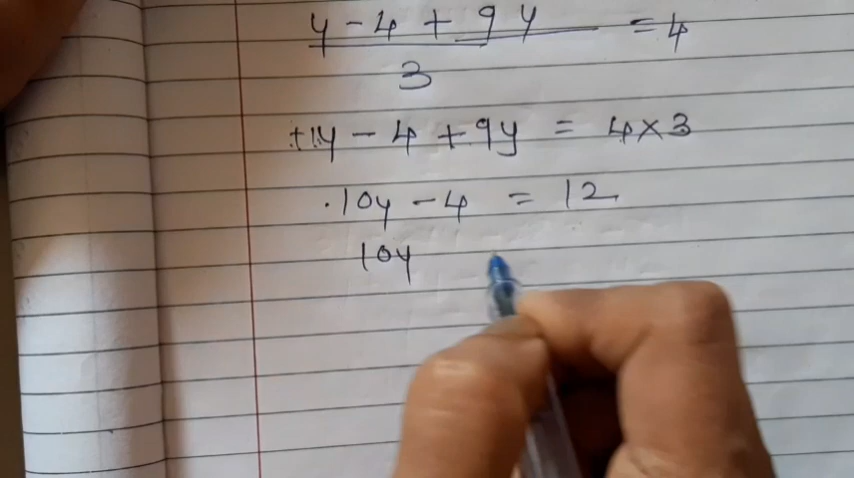 y - 4 + 9y = 4
3
+1y - 4 + 9y = 4 × 3
10y - 4 = 12
10y